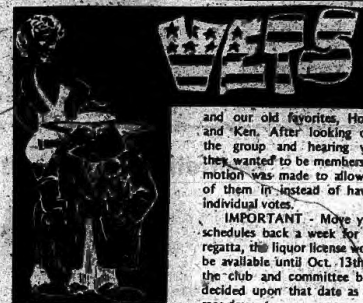 VETS
and our old favorites, Ho
and Ken. After looking o
the group and hearing w
they wanted to be members
motion was made to allow
of them in instead of hav
individual votes.
IMPORTANT - Move y
schedules back a week for
regatta, the liquor license wo
be available until Oct. 13th
the club and committee b
decided upon that date as